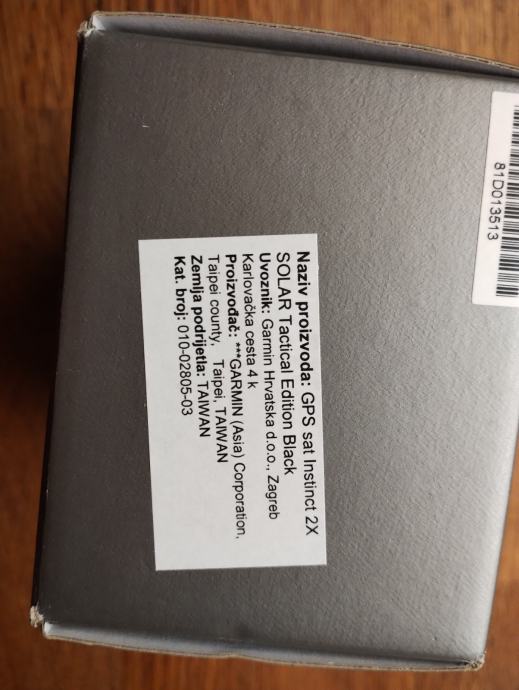 81D013513
Naziv proizvoda: GPS sat Instinct 2X
SOLAR Tactical Edition Black
Uvoznik: Garmin Hrvatska d.o.o., Zagreb
Karlovačka cesta 4 k
Proizvođač: ***GARMIN (Asia) Corporation,
Taipei county, Taipei, TAIWAN
Zemlja podrijetla: TAIWAN
Kat. broj: 010-02805-03